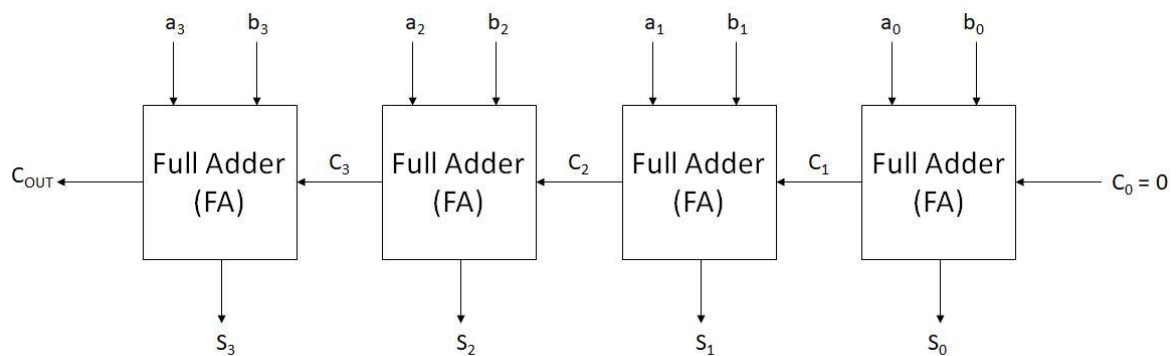 a₃ b₃ a₂ b₂ a₁ b₁ a₀ b₀
Full Adder Full Adder Full Adder Full Adder
(FA) (FA) (FA) (FA)
C_OUT C₃ C₂ C₁ C₀ = 0
S₃ S₂ S₁ S₀